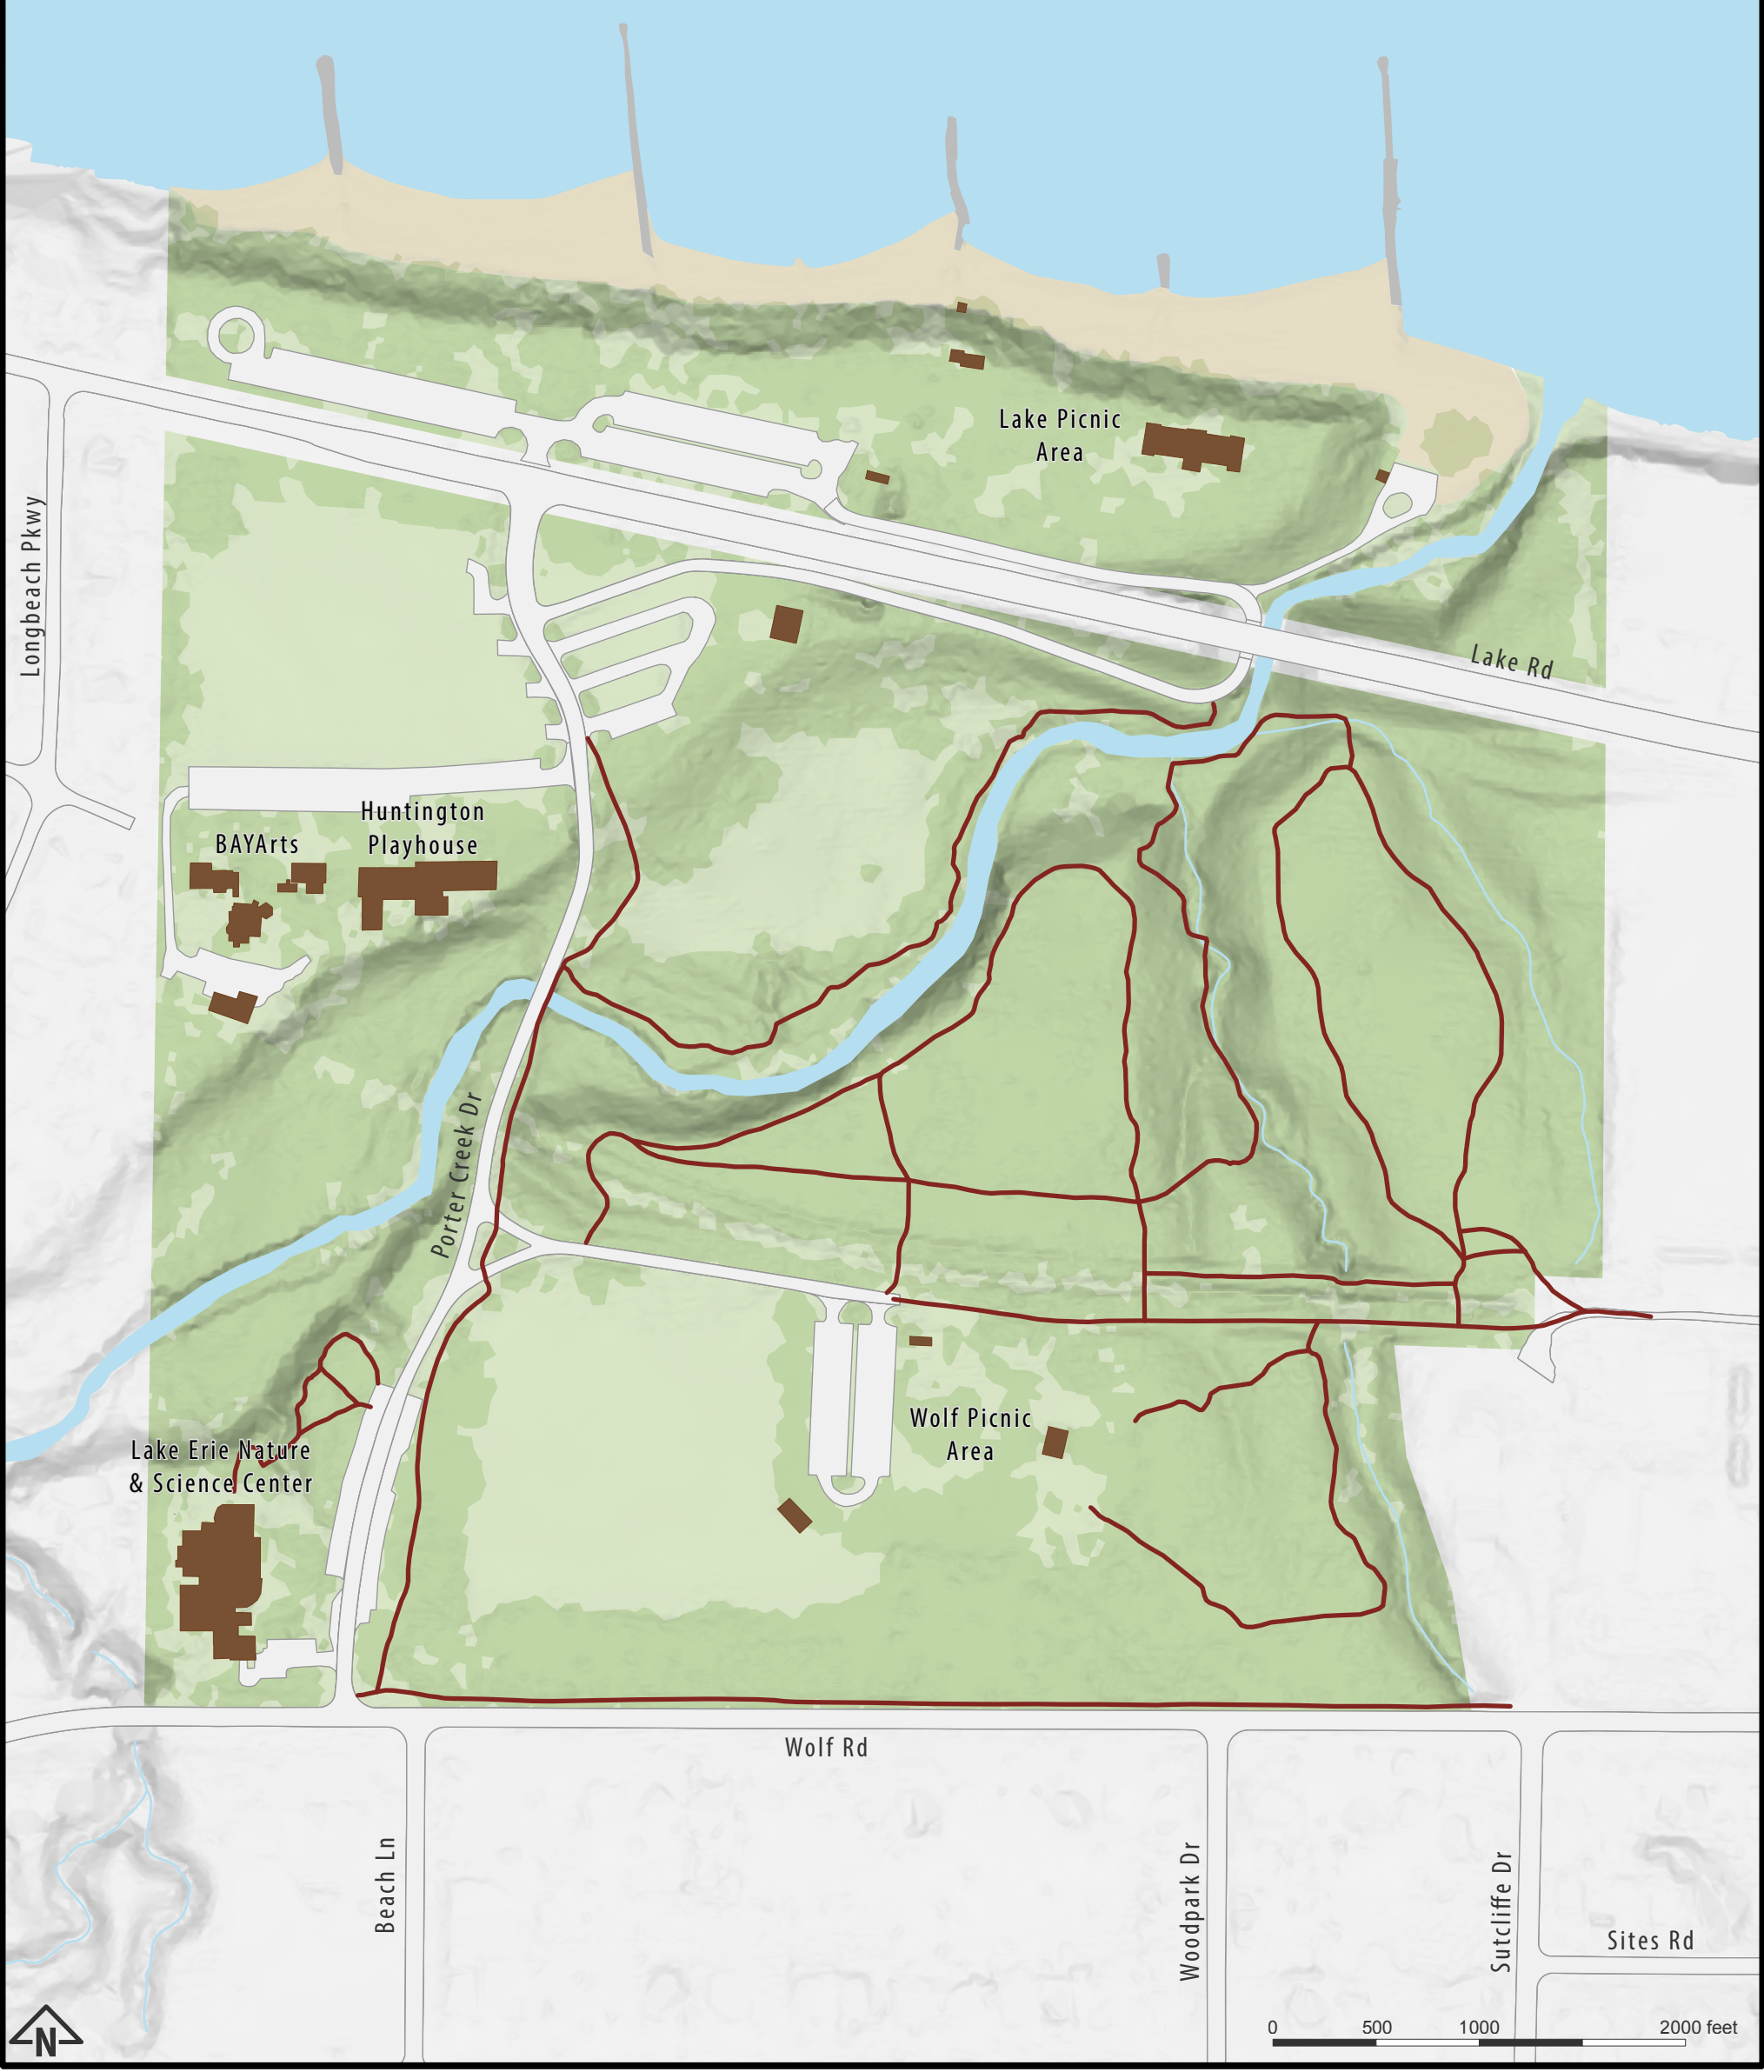 Lake Picnic
Area
Longbeach Pkwy
Lake Rd
Huntington
Playhouse
BAYArts
Porter Creek Dr
Wolf Picnic
Area
Lake Erie Nature
& Science Center
Wolf Rd
Beach Ln
Woodpark Dr
Sutcliffe Dr
Sites Rd
N
0 500 1000 2000 feet